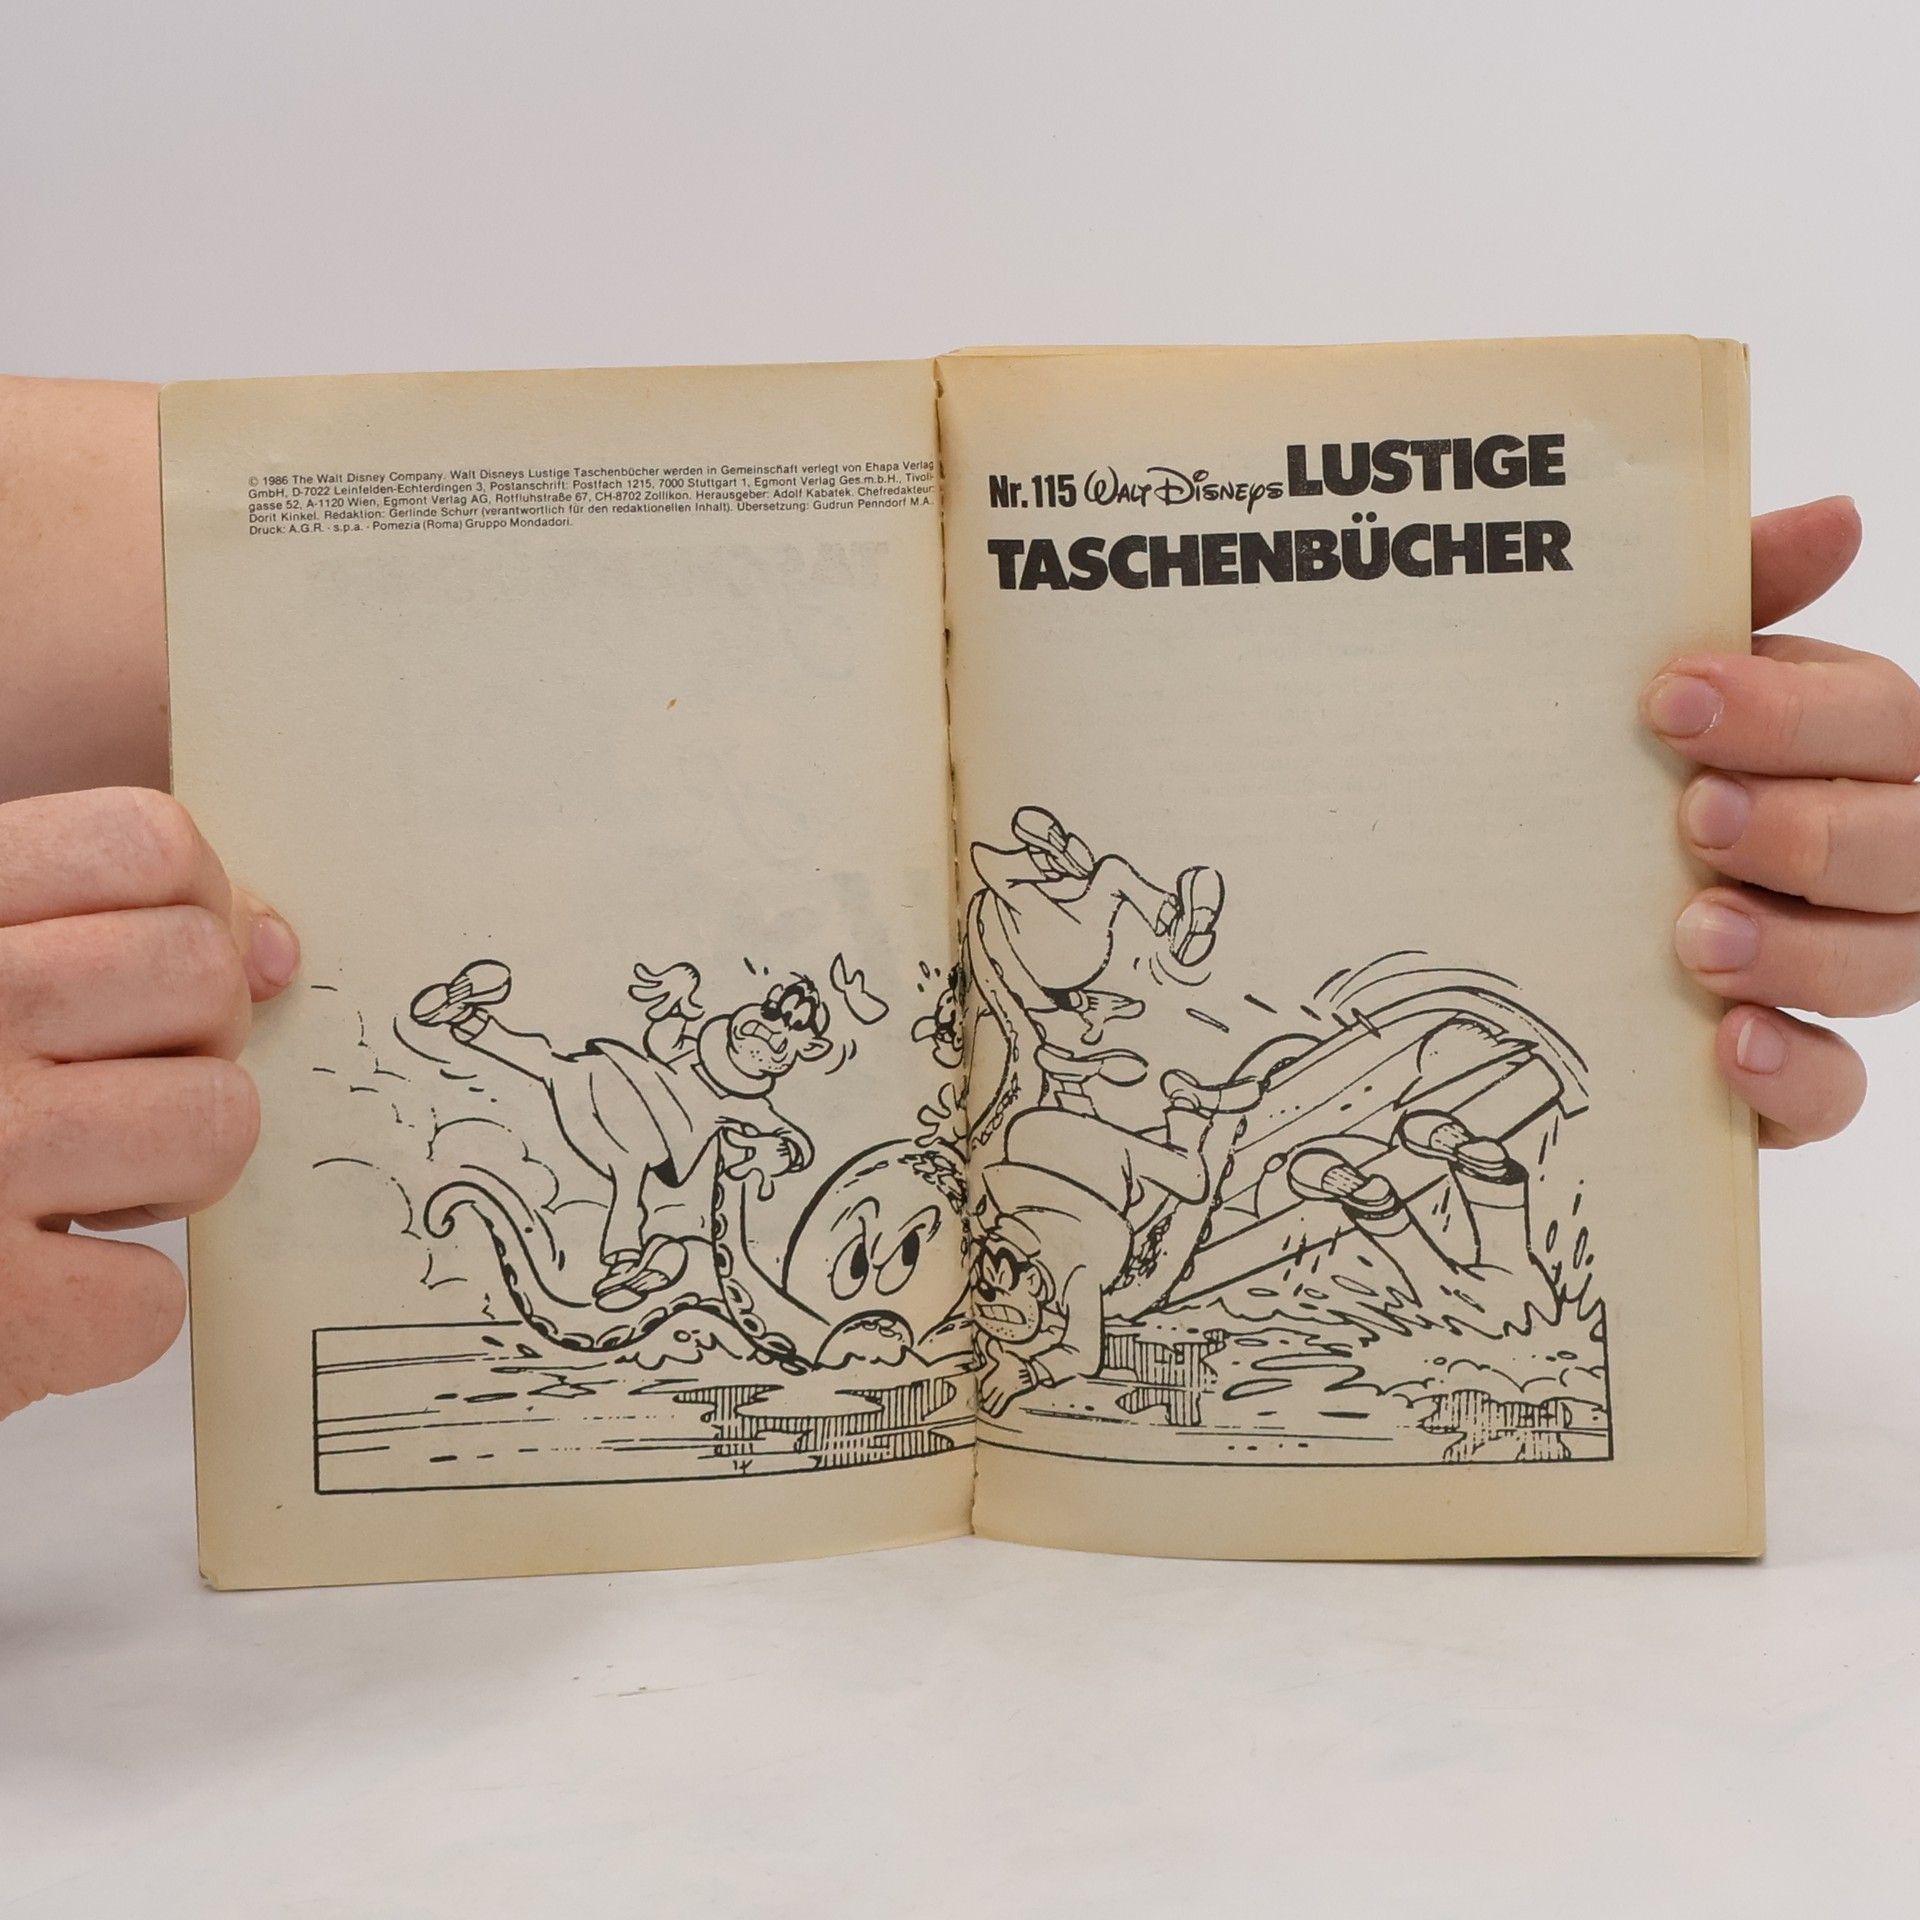 © 1986 The Walt Disney Company. Walt Disneys Lustige Taschenbücher werden in Gemeinschaft verlegt von Ehapa Verlag
GmbH, D-7022 Leinfelden-Echterdingen 3, Postanschrift: Postfach 1215, 7000 Stuttgart 1, Egmont Verlag Ges.m.b.H., Tivoli-
gasse 52, A-1120 Wien, Egmont Verlag AG, Rotfluhstraße 67, CH-8702 Zollikon. Herausgeber: Adolf Kabatek. Chefredakteur:
Dorit Kinkel. Redaktion: Gerlinde Schurr (verantwortlich für den redaktionellen Inhalt). Übersetzung: Gudrun Penndorf M.A.
Druck: A.G.R. - s.p.a. - Pomezia (Roma) Gruppo Mondadori.
Nr. 115 WALT DISNEYS LUSTIGE
TASCHENBÜCHER